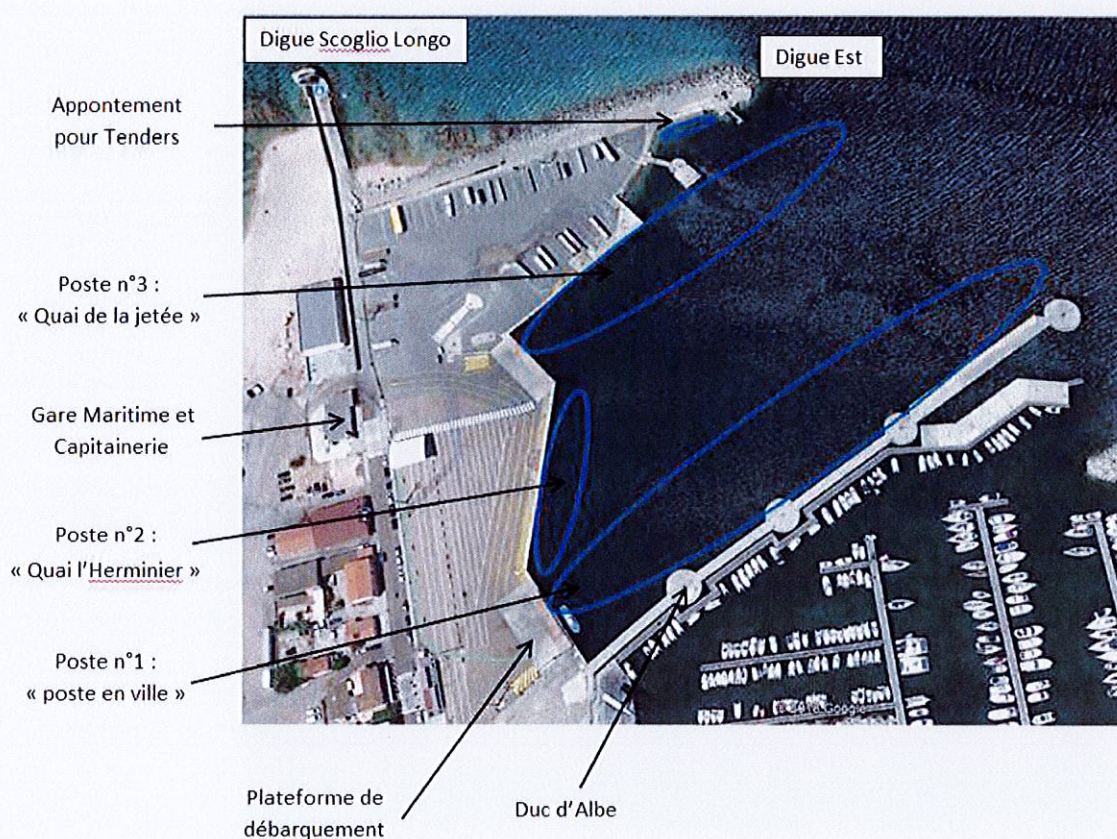 Digue Scoglio Longo
Digue Est
Appontement
pour Tenders
Poste n°3 :
« Quai de la jetée »
Gare Maritime et
Capitainerie
Poste n°2 :
« Quai l’Herminier »
Poste n°1 :
« poste en ville »
Plateforme de
débarquement
Duc d’Albe
Google